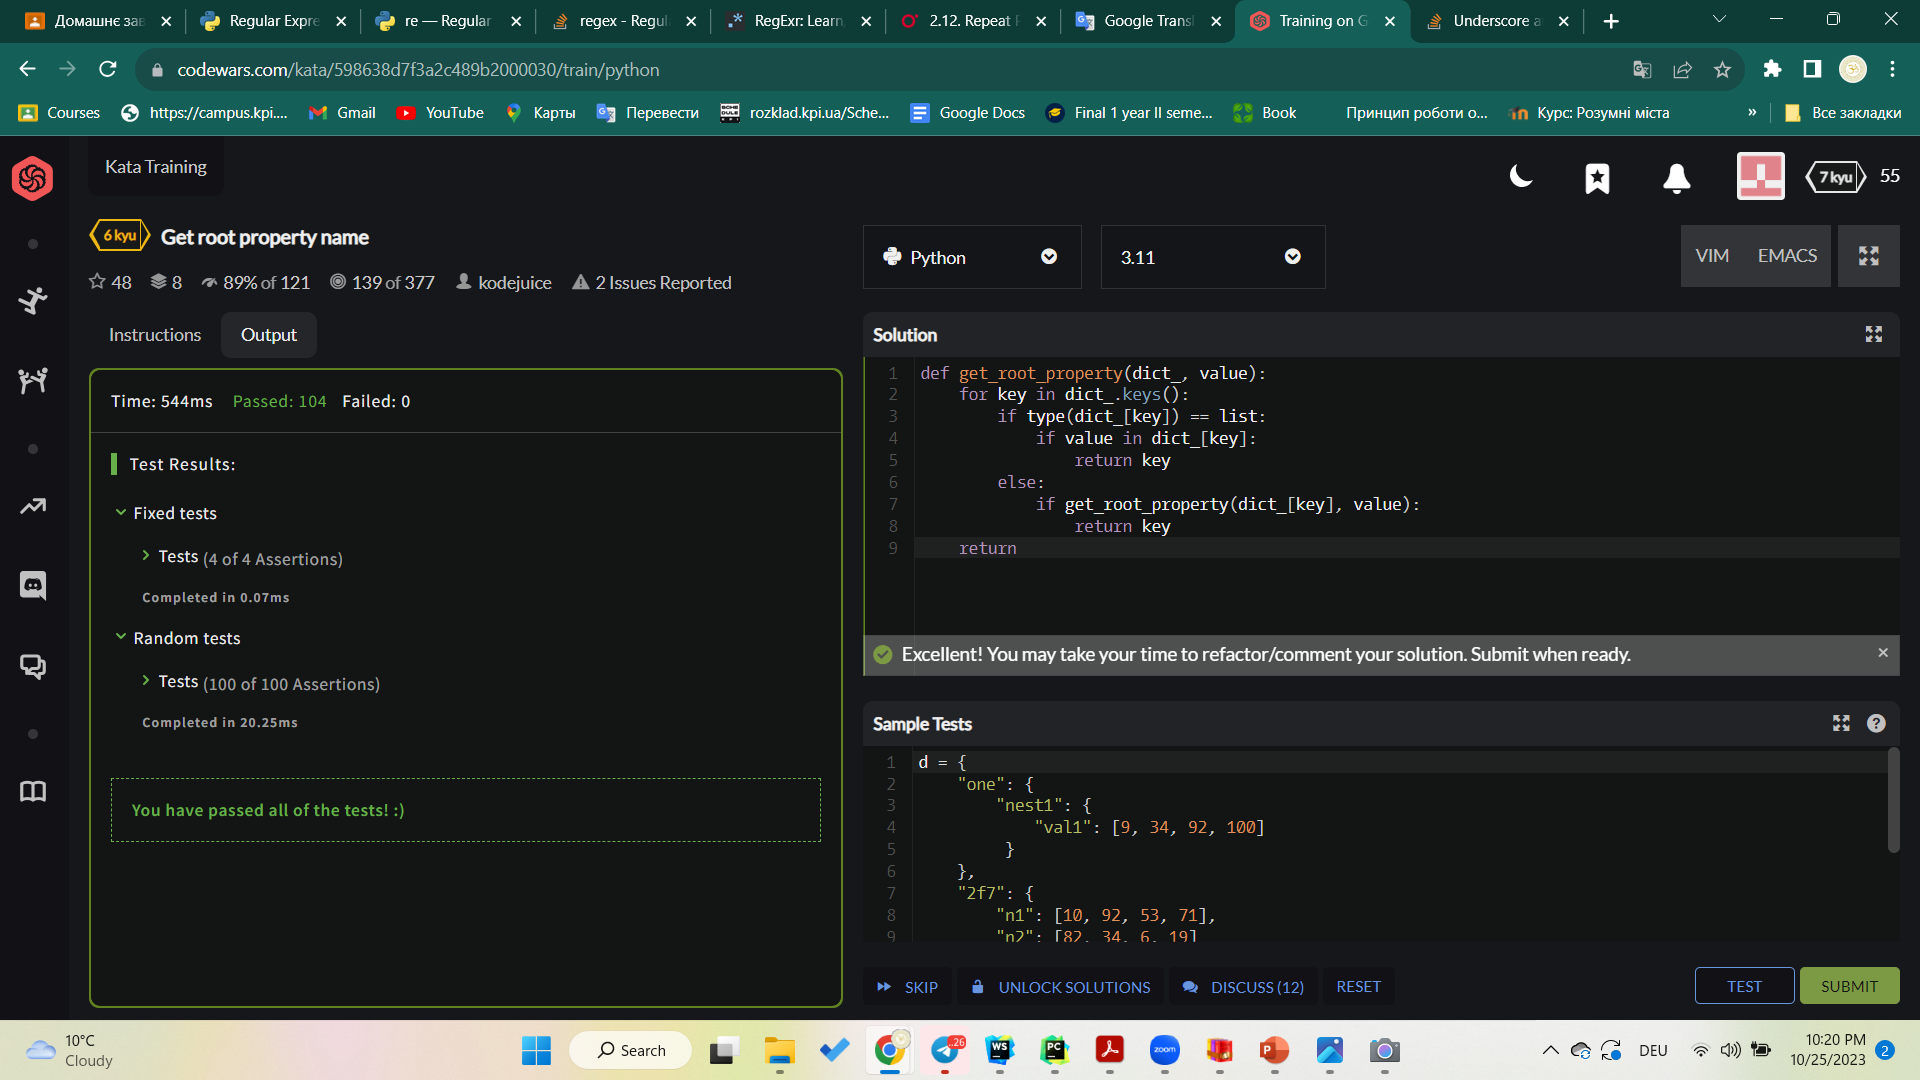 Домашнє зав
Regular Expre
re — Regular
regex - Regul
RegExr: Learn,
2.12. Repeat P
Google Transl
Training on G
Underscore a
codewars.com/kata/598638d7f3a2c489b2000030/train/python
Courses
https://campus.kpi....
Gmail
YouTube
Карты
Перевести
rozklad.kpi.ua/Sche...
Google Docs
Final 1 year II seme...
Book
Принцип роботи о...
Курс: Розумні міста
»
Все закладки
Kata Training
7 kyu
55
6 kyu
Get root property name
48
8
89% of 121
139 of 377
kodejuice
2 Issues Reported
Python
3.11
VIM
EMACS
Instructions
Output
Time: 544ms Passed: 104 Failed: 0
Test Results:
Fixed tests
Tests (4 of 4 Assertions)
Completed in 0.07ms
Random tests
Tests (100 of 100 Assertions)
Completed in 20.25ms
You have passed all of the tests! :)
Solution
1 def get_root_property(dict_, value):
2     for key in dict_.keys():
3         if type(dict_[key]) == list:
4             if value in dict_[key]:
5                 return key
6         else:
7             if get_root_property(dict_[key], value):
8                 return key
9     return
Excellent! You may take your time to refactor/comment your solution. Submit when ready.
Sample Tests
1 d = {
2     "one": {
3         "nest1": {
4             "val1": [9, 34, 92, 100]
5          }
6     },
7     "2f7": {
8         "n1": [10, 92, 53, 71],
9         "n2": [82, 34, 6, 19]
SKIP
UNLOCK SOLUTIONS
DISCUSS (12)
RESET
TEST
SUBMIT
10°C
Cloudy
Search
26
WS
PC
zoom
P
DEU
10:20 PM
10/25/2023
2